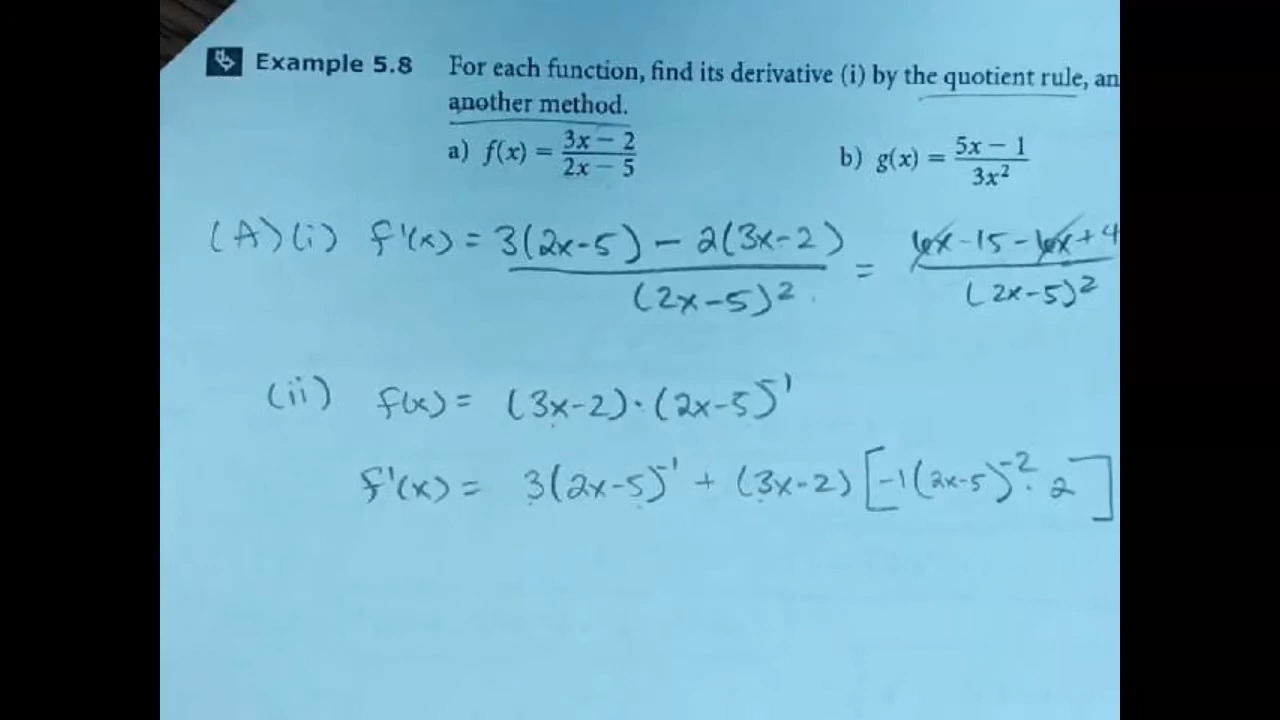 Example 5.8 For each function, find its derivative (i) by the quotient rule, an
another method.
a) f(x) = (3x − 2)/(2x − 5) b) g(x) = (5x − 1)/(3x²)
(A)(i) f'(x) = (3(2x-5) - 2(3x-2))/((2x-5)²) = (6x-15-6x+4)/((2x-5)²)
(ii) f(x) = (3x-2)·(2x-5)⁻¹
f'(x) = 3(2x-5)⁻¹ + (3x-2)[-1(2x-5)⁻²·2]